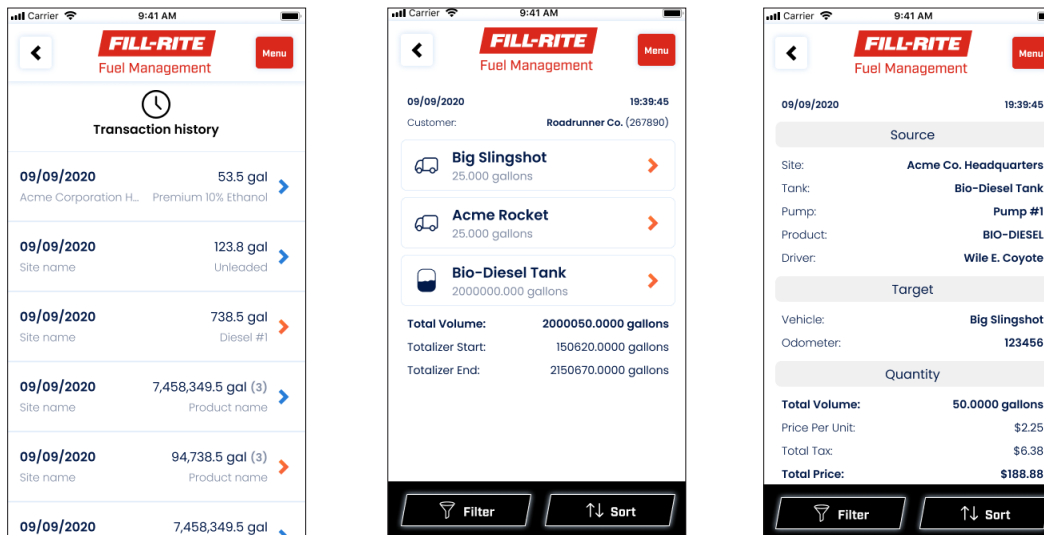 Carrier 9:41 AM
FILL-RITE
Fuel Management
Menu
Transaction history
09/09/2020 53.5 gal
Acme Corporation H... Premium 10% Ethanol
09/09/2020 123.8 gal
Site name Unleaded
09/09/2020 738.5 gal
Site name Diesel #1
09/09/2020 7,458,349.5 gal (3)
Site name Product name
09/09/2020 94,738.5 gal (3)
Site name Product name
09/09/2020 7,458,349.5 gal
Carrier 9:41 AM
FILL-RITE
Fuel Management
Menu
09/09/2020 19:39:45
Customer: Roadrunner Co. (267890)
Big Slingshot
25.000 gallons
Acme Rocket
25.000 gallons
Bio-Diesel Tank
2000000.000 gallons
Total Volume: 2000050.0000 gallons
Totalizer Start: 150620.0000 gallons
Totalizer End: 2150670.0000 gallons
Filter Sort
Carrier 9:41 AM
FILL-RITE
Fuel Management
Menu
09/09/2020 19:39:45
Source
Site: Acme Co. Headquarters
Tank: Bio-Diesel Tank
Pump: Pump #1
Product: BIO-DIESEL
Driver: Wile E. Coyote
Target
Vehicle: Big Slingshot
Odometer: 123456
Quantity
Total Volume: 50.0000 gallons
Price Per Unit: $2.25
Total Tax: $6.38
Total Price: $188.88
Filter Sort